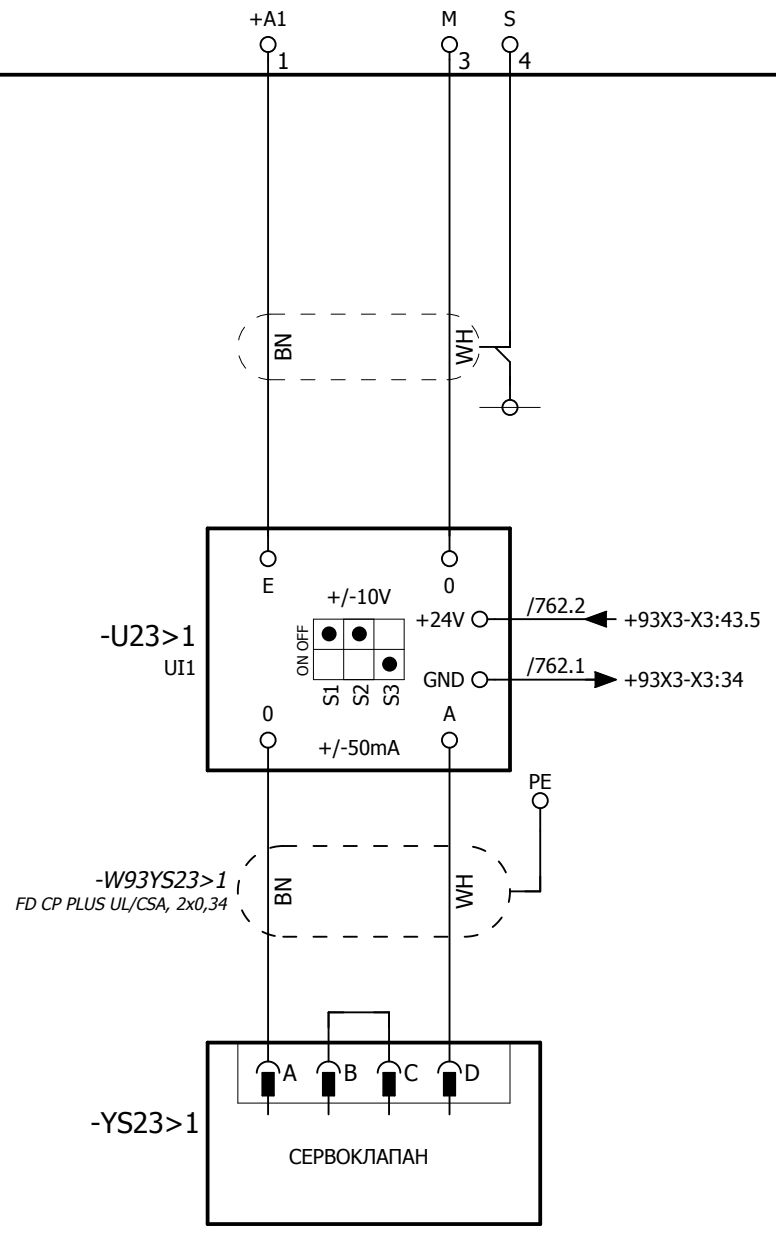 +A1
M
S
1
3
4
BN
WH
E
0
+/-10V
+24V
/762.2
+93X3-X3:43.5
-U23>1
UI1
ON OFF
S1
S2
S3
GND
/762.1
+93X3-X3:34
0
A
+/-50mA
PE
-W93YS23>1
FD CP PLUS UL/CSA, 2x0,34
BN
WH
A
B
C
D
-YS23>1
СЕРВОКЛАПАН